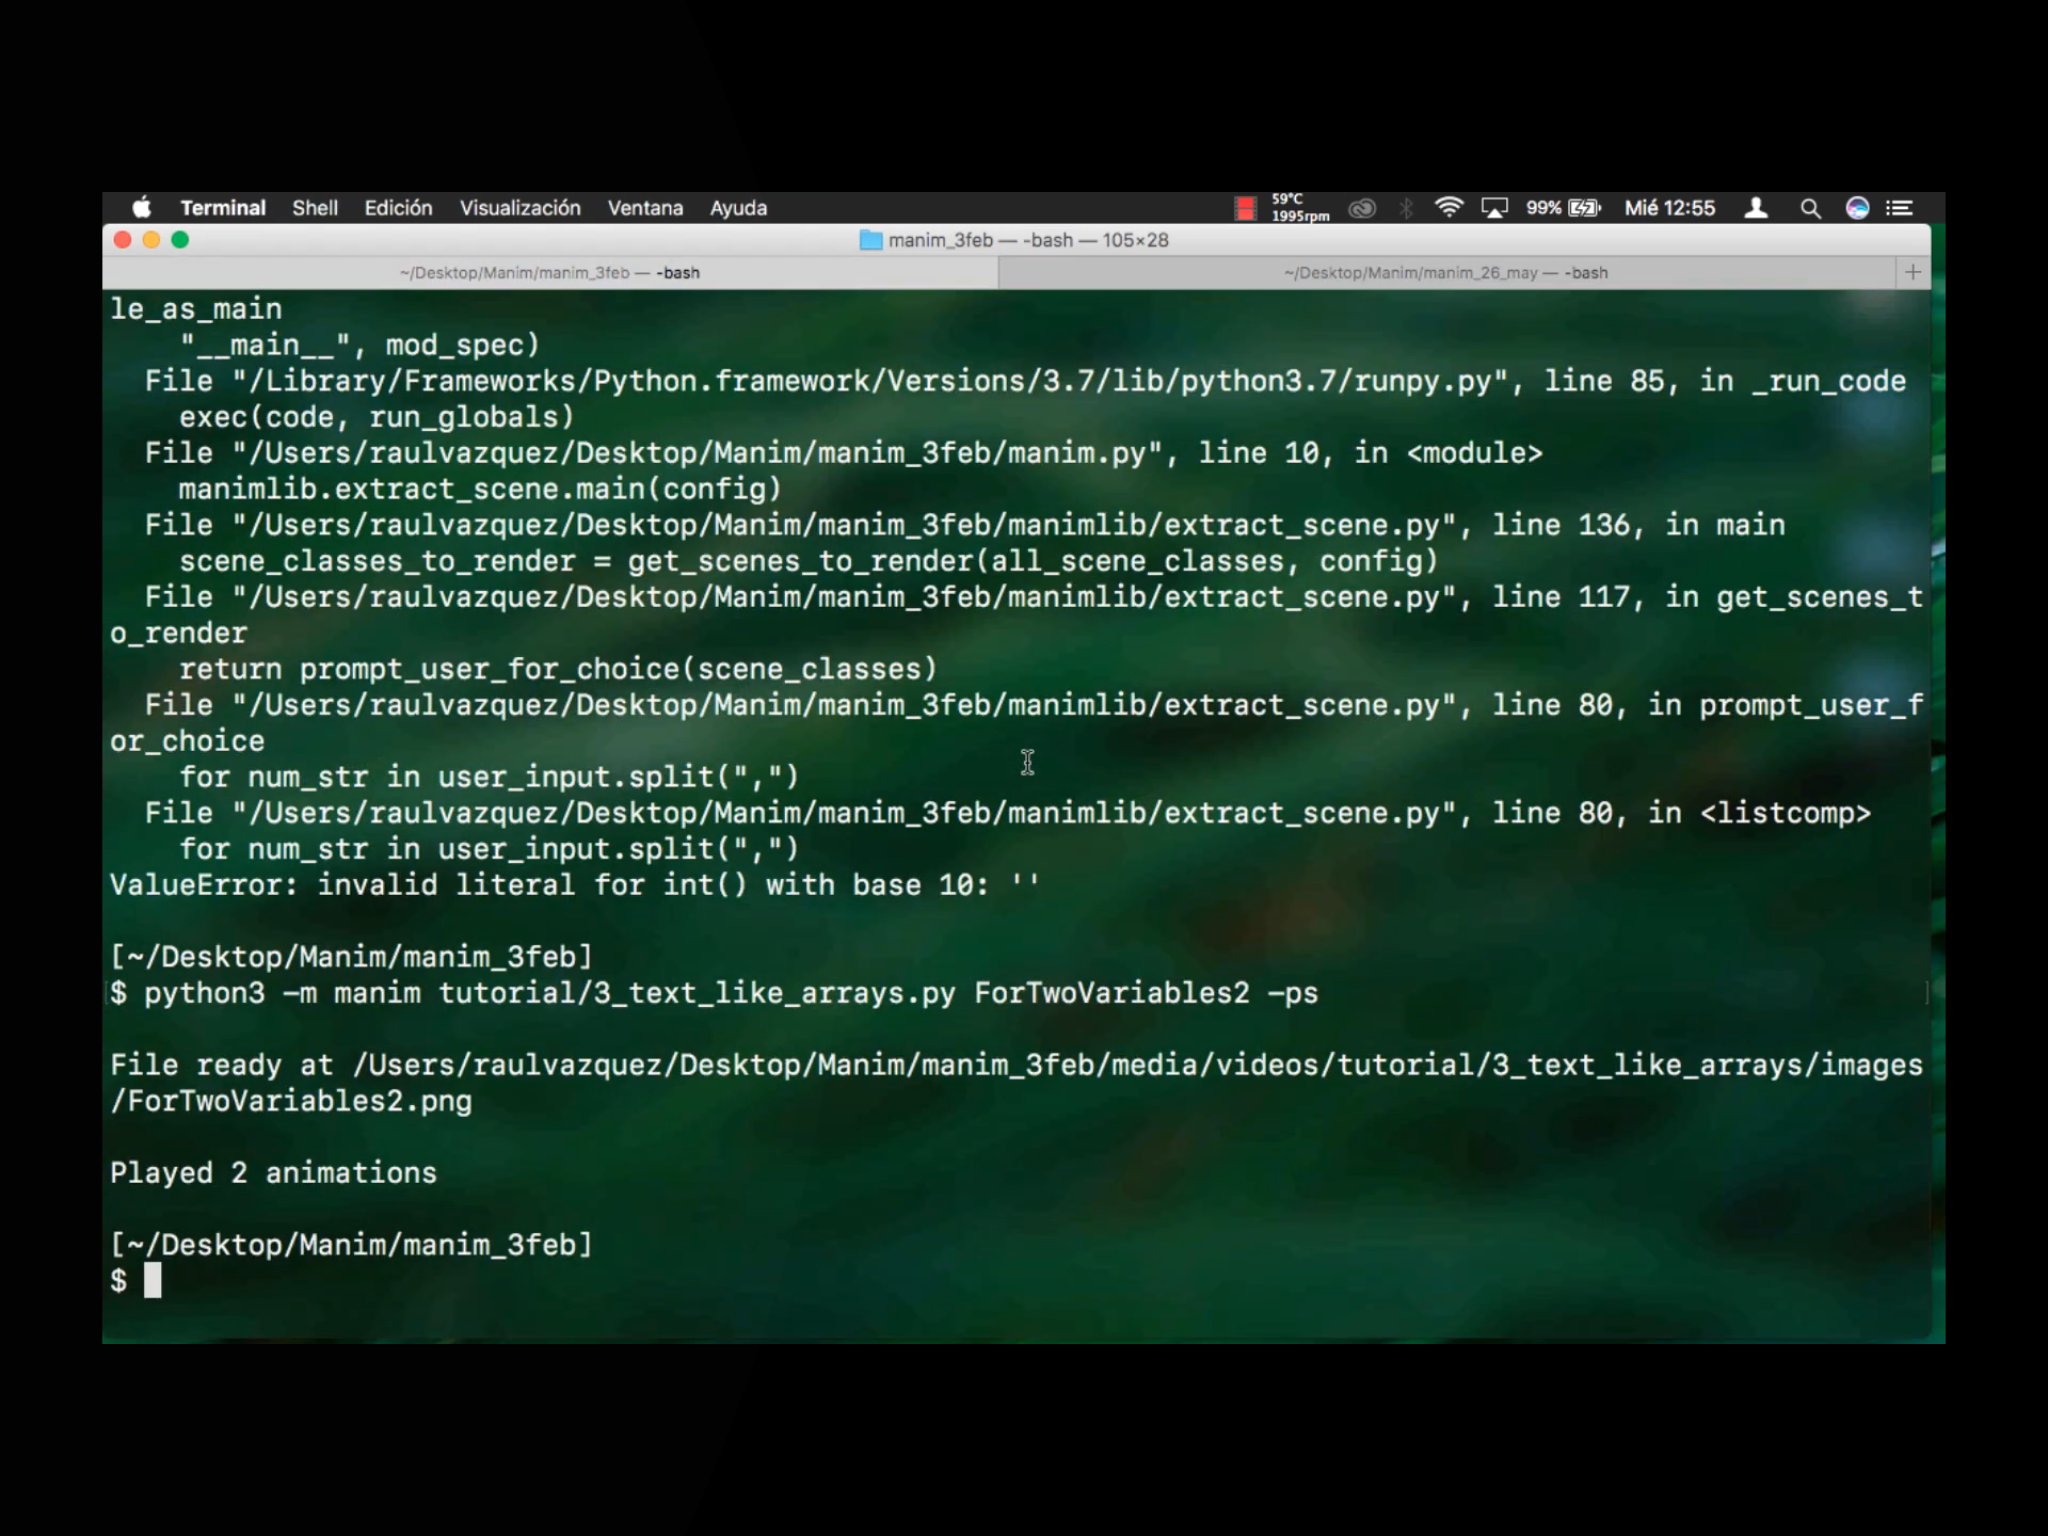 Terminal Shell Edición Visualización Ventana Ayuda 59°C 1995rpm 99% Mié 12:55
manim_3feb — -bash — 105×28
~/Desktop/Manim/manim_3feb — -bash ~/Desktop/Manim/manim_26_may — -bash +
le_as_main
    "__main__", mod_spec)
  File "/Library/Frameworks/Python.framework/Versions/3.7/lib/python3.7/runpy.py", line 85, in _run_code
    exec(code, run_globals)
  File "/Users/raulvazquez/Desktop/Manim/manim_3feb/manim.py", line 10, in <module>
    manimlib.extract_scene.main(config)
  File "/Users/raulvazquez/Desktop/Manim/manim_3feb/manimlib/extract_scene.py", line 136, in main
    scene_classes_to_render = get_scenes_to_render(all_scene_classes, config)
  File "/Users/raulvazquez/Desktop/Manim/manim_3feb/manimlib/extract_scene.py", line 117, in get_scenes_t
o_render
    return prompt_user_for_choice(scene_classes)
  File "/Users/raulvazquez/Desktop/Manim/manim_3feb/manimlib/extract_scene.py", line 80, in prompt_user_f
or_choice
    for num_str in user_input.split(",")
  File "/Users/raulvazquez/Desktop/Manim/manim_3feb/manimlib/extract_scene.py", line 80, in <listcomp>
    for num_str in user_input.split(",")
ValueError: invalid literal for int() with base 10: ''
[~/Desktop/Manim/manim_3feb]
[$ python3 -m manim tutorial/3_text_like_arrays.py ForTwoVariables2 -ps ]
File ready at /Users/raulvazquez/Desktop/Manim/manim_3feb/media/videos/tutorial/3_text_like_arrays/images
/ForTwoVariables2.png
Played 2 animations
[~/Desktop/Manim/manim_3feb]
$